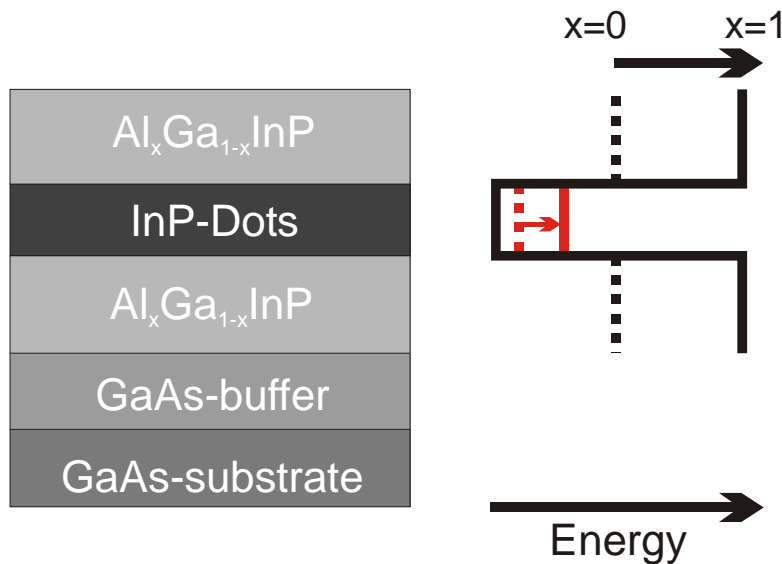 x=0 x=1
AlₓGa₁₋ₓInP
InP-Dots
AlₓGa₁₋ₓInP
GaAs-buffer
GaAs-substrate
Energy